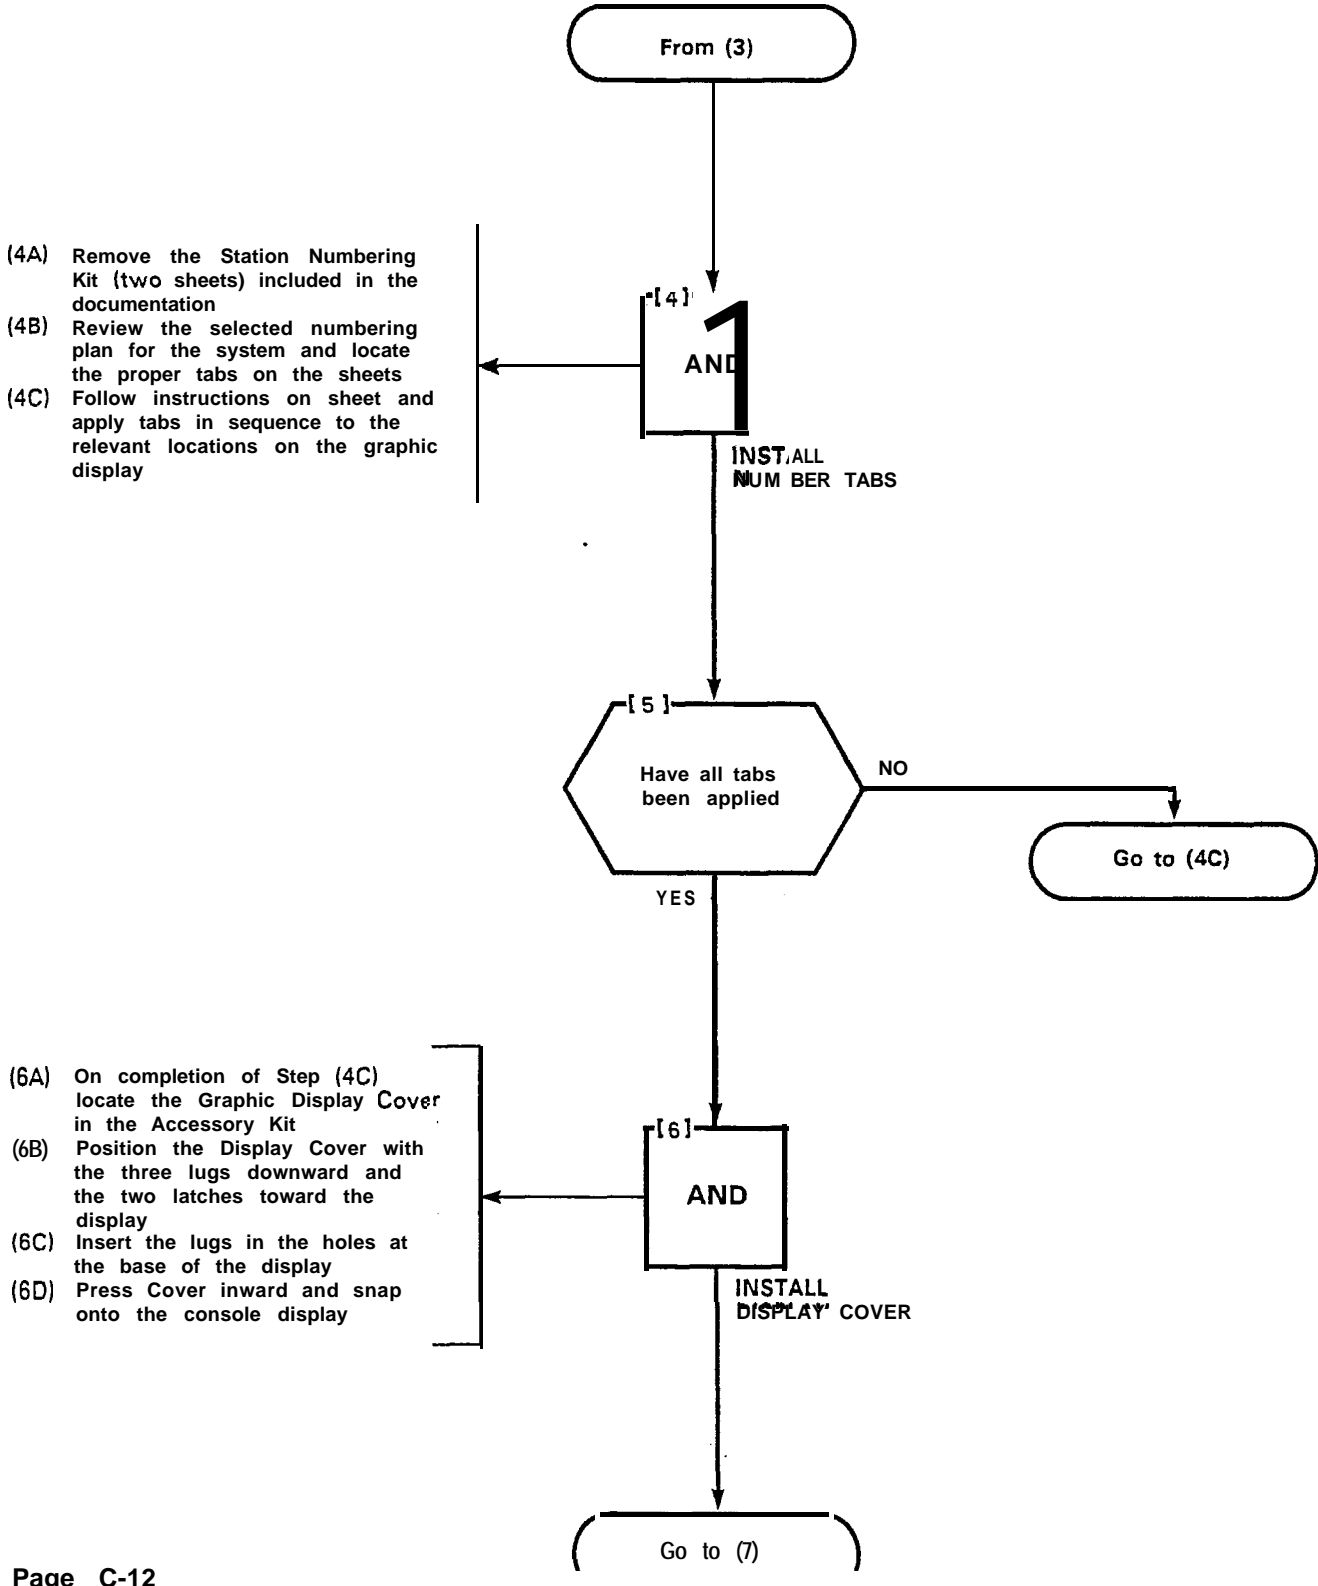 From (3)
(4A) Remove the Station Numbering
Kit (two sheets) included in the
documentation
(4B) Review the selected numbering
plan for the system and locate
the proper tabs on the sheets
(4C) Follow instructions on sheet and
apply tabs in sequence to the
relevant locations on the graphic
display
[4]
AND
INSTALL
NUMBER TABS
[5]
Have all tabs
been applied
NO
Go to (4C)
YES
(6A) On completion of Step (4C)
locate the Graphic Display Cover
in the Accessory Kit
(6B) Position the Display Cover with
the three lugs downward and
the two latches toward the
display
(6C) Insert the lugs in the holes at
the base of the display
(6D) Press Cover inward and snap
onto the console display
[6]
AND
INSTALL
DISPLAY COVER
Go to (7)
Page C-12